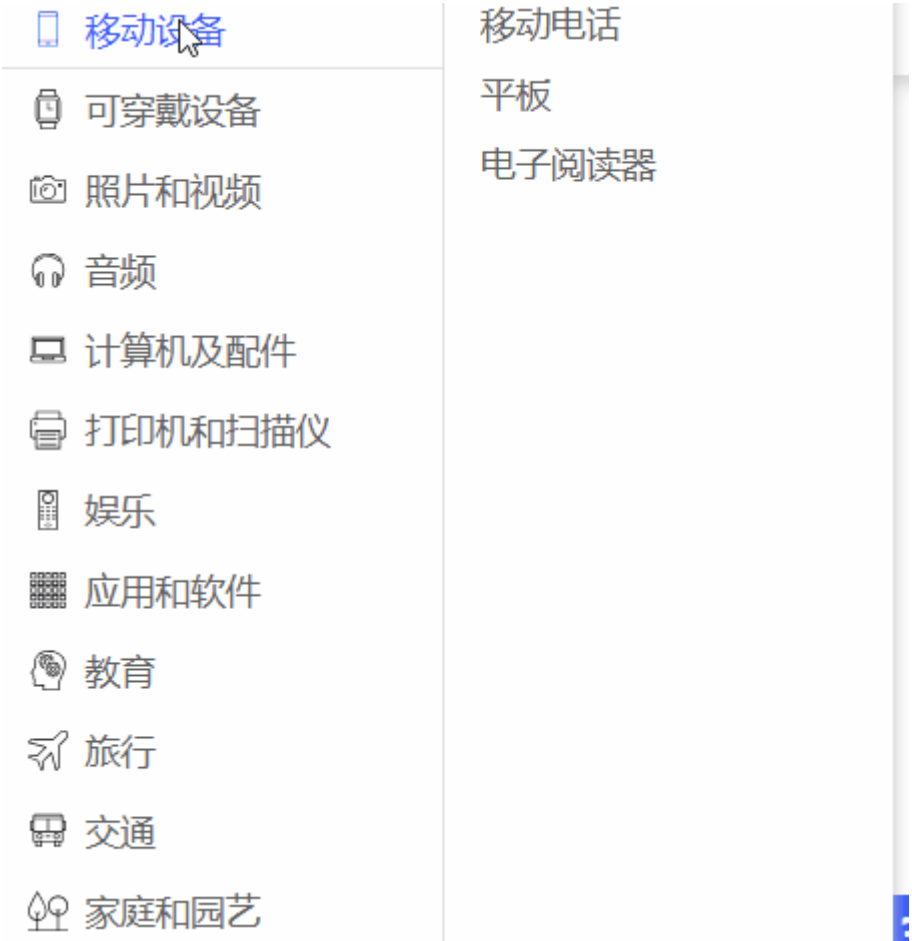 移动设备
可穿戴设备
照片和视频
音频
计算机及配件
打印机和扫描仪
娱乐
应用和软件
教育
旅行
交通
家庭和园艺
移动电话
平板
电子阅读器